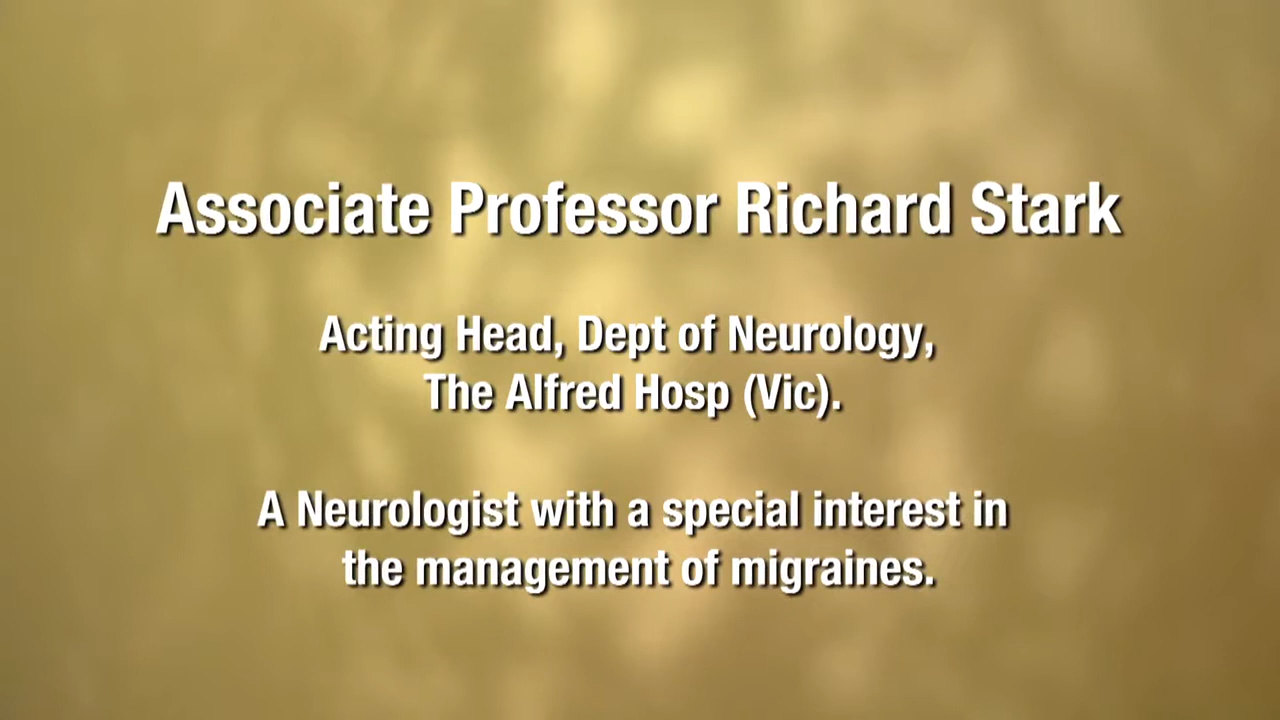 Associate Professor Richard Stark
Acting Head, Dept of Neurology,
The Alfred Hosp (Vic).
A Neurologist with a special interest in
the management of migraines.